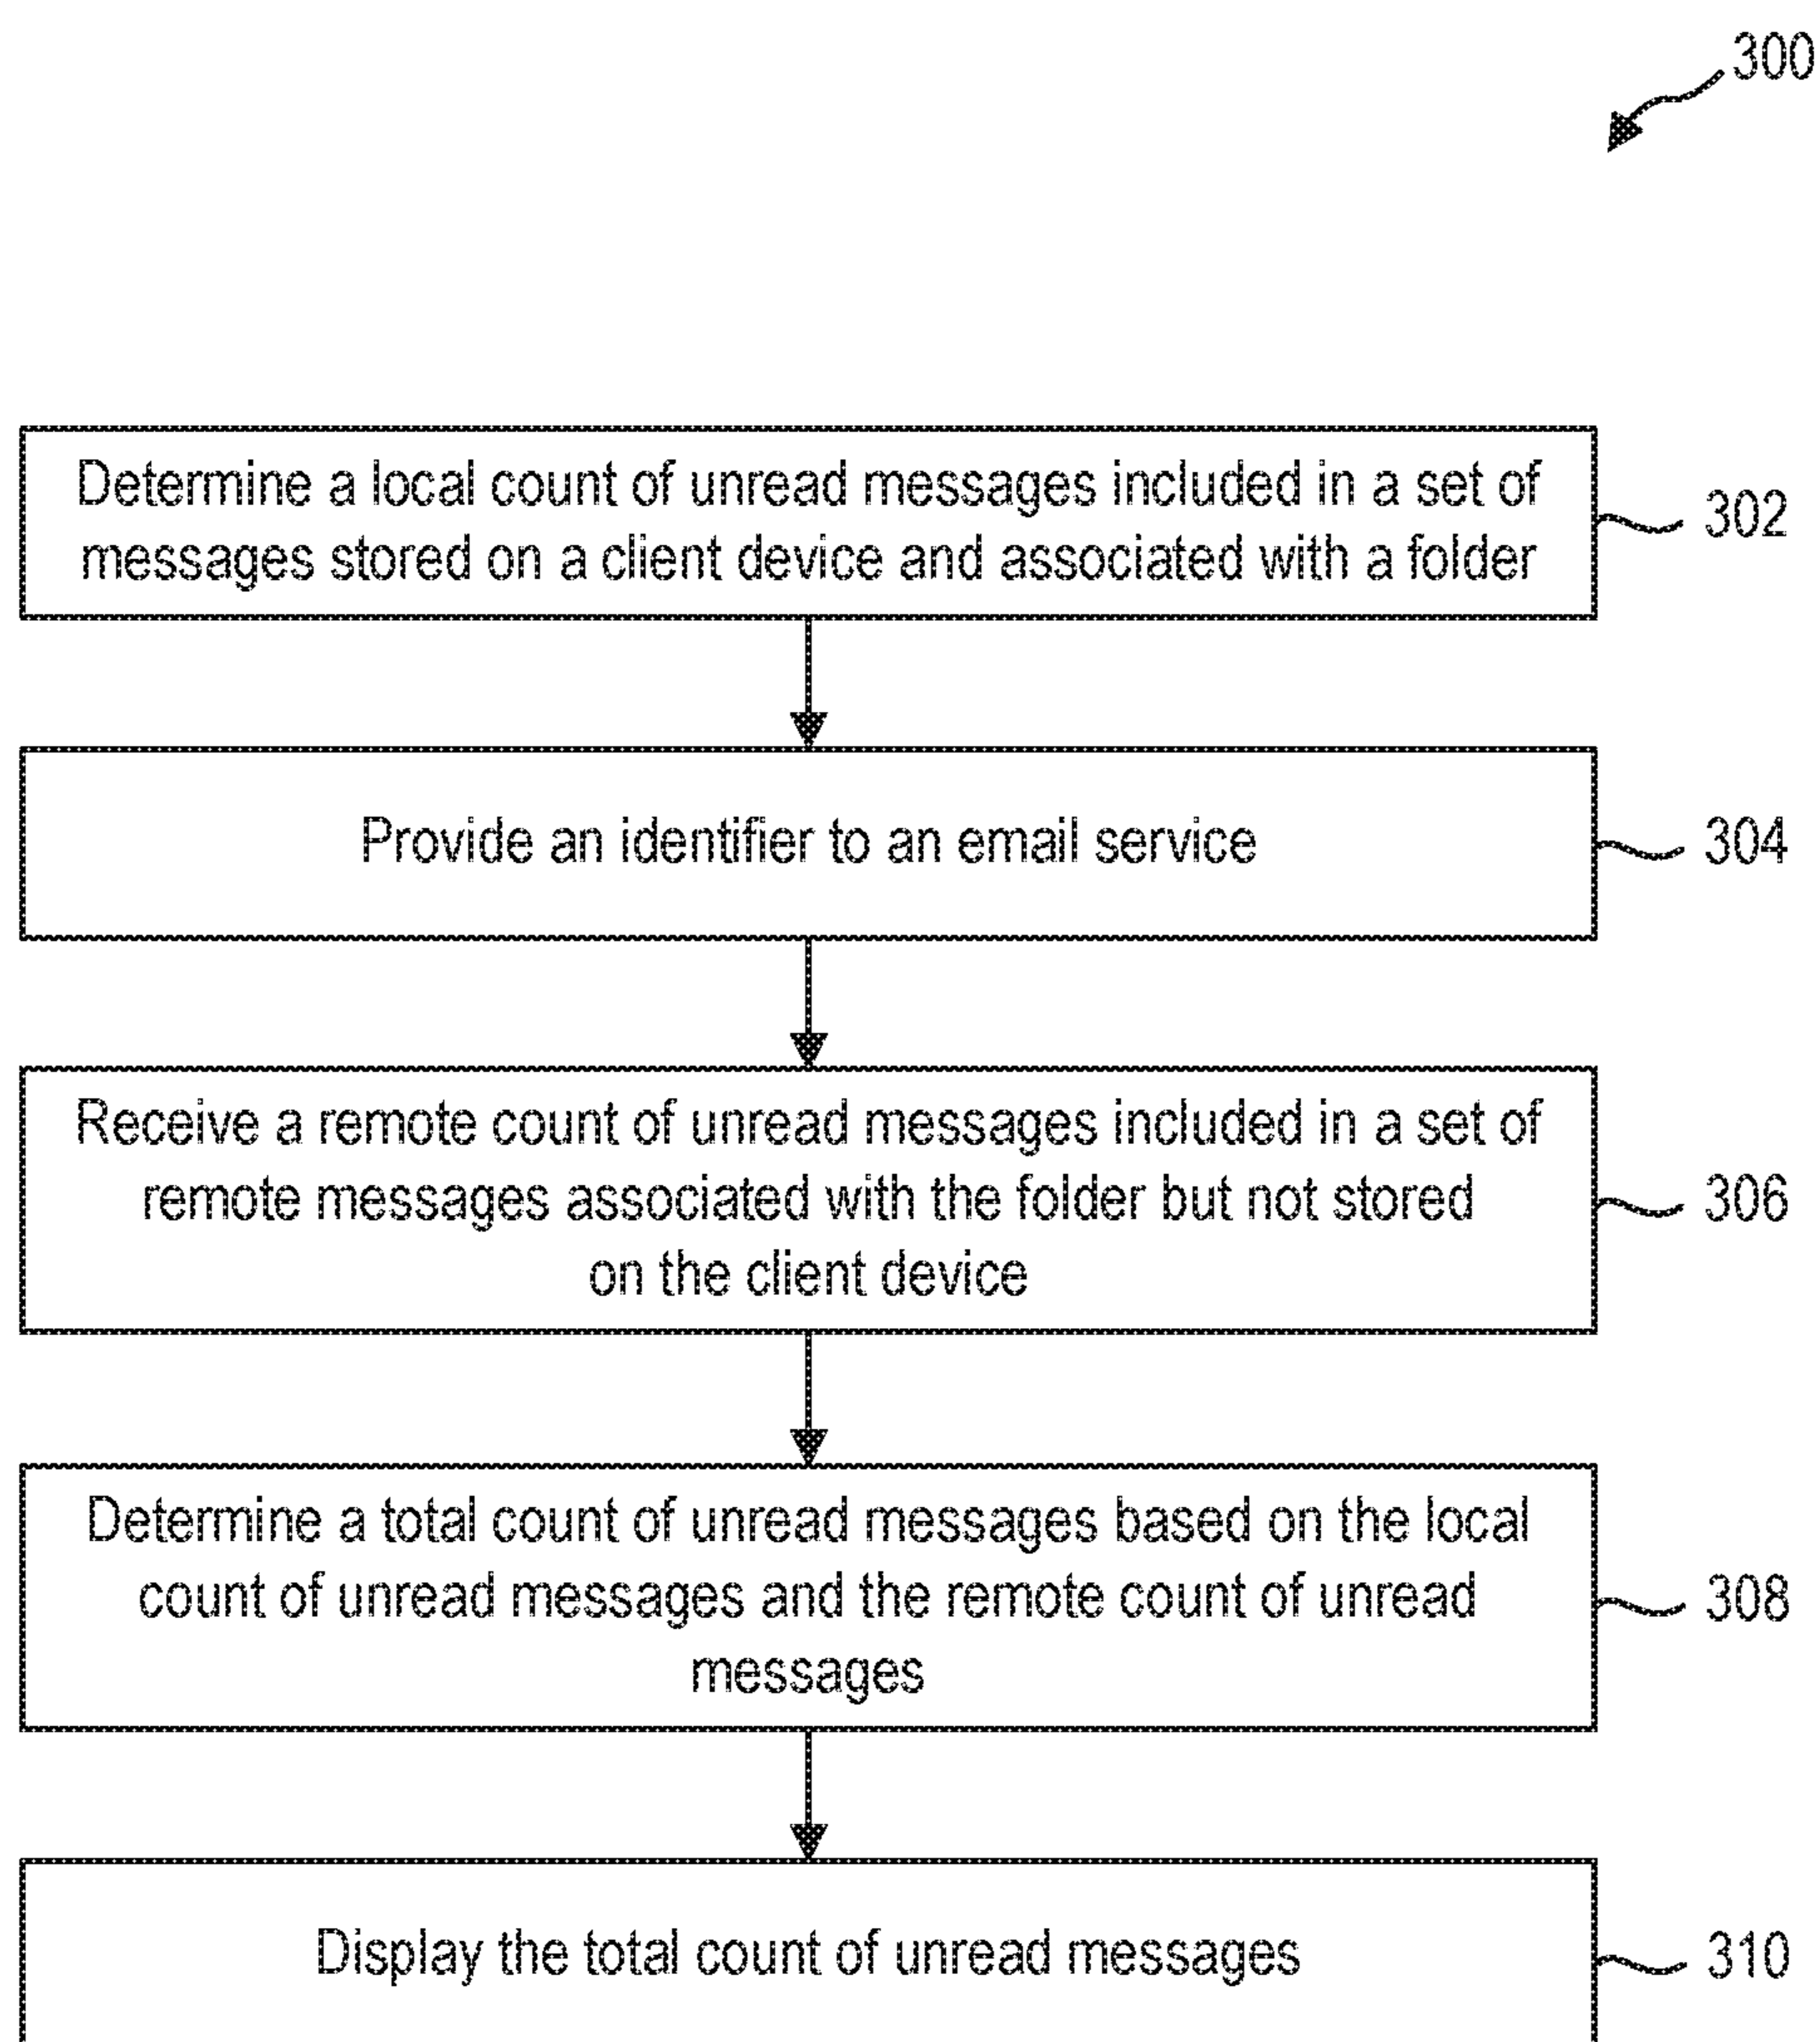 300
Determine a local count of unread messages included in a set of
messages stored on a client device and associated with a folder
302
Provide an identifier to an email service
304
Receive a remote count of unread messages included in a set of
remote messages associated with the folder but not stored
on the client device
306
Determine a total count of unread messages based on the local
count of unread messages and the remote count of unread
messages
308
Display the total count of unread messages
310